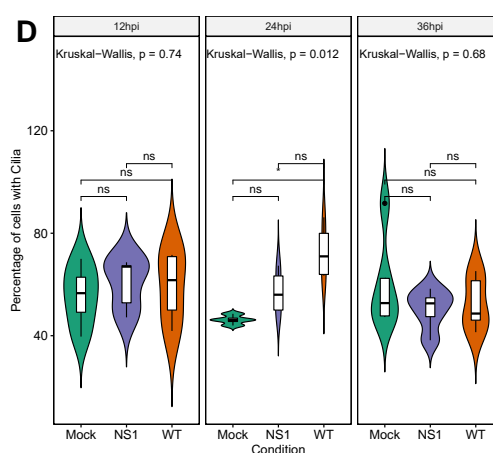 D
12hpi 24hpi 36hpi
Kruskal−Wallis, p = 0.74 Kruskal−Wallis, p = 0.012 Kruskal−Wallis, p = 0.68
Percentage of cells with Cilia
120
80
40
ns
ns
ns
ns
ns
ns
ns
ns
Mock NS1 WT Mock NS1 WT Mock NS1 WT
Condition